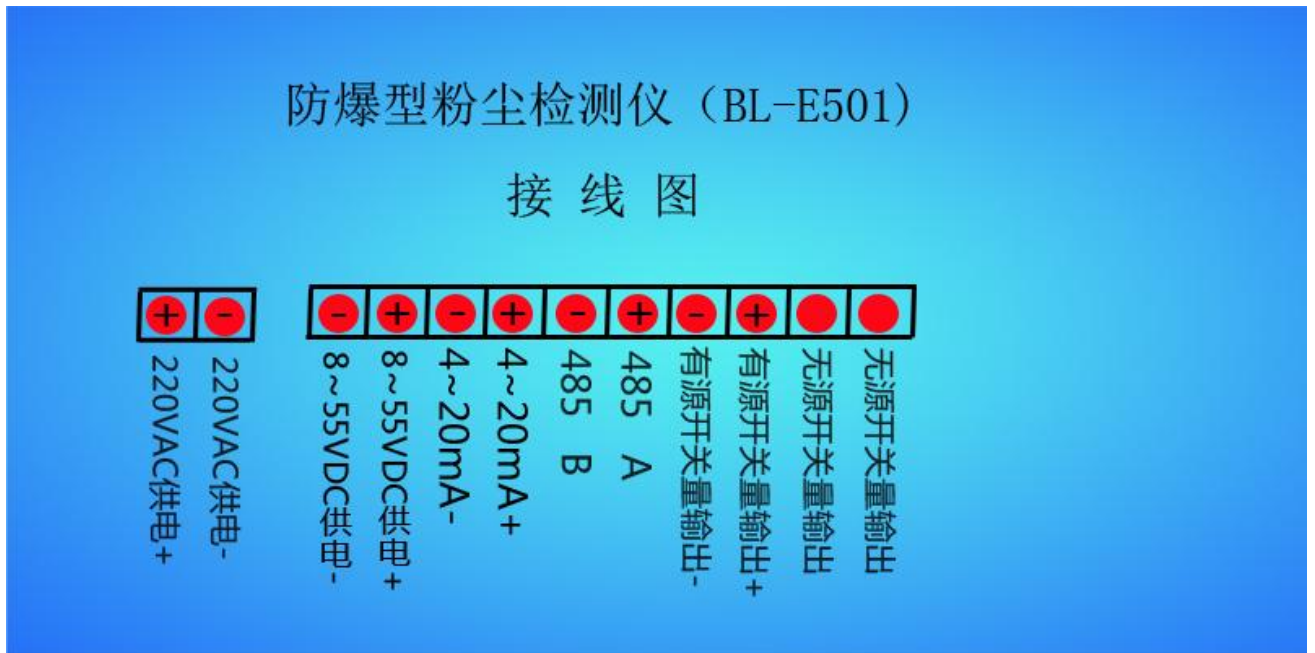 防爆型粉尘检测仪（BL-E501)
接 线 图
+
-
-
+
-
+
-
+
-
+
220VAC供电+
220VAC供电-
8~55VDC供电-
8~55VDC供电+
4~20mA-
4~20mA+
485 B
485 A
有源开关量输出-
有源开关量输出+
无源开关量输出
无源开关量输出